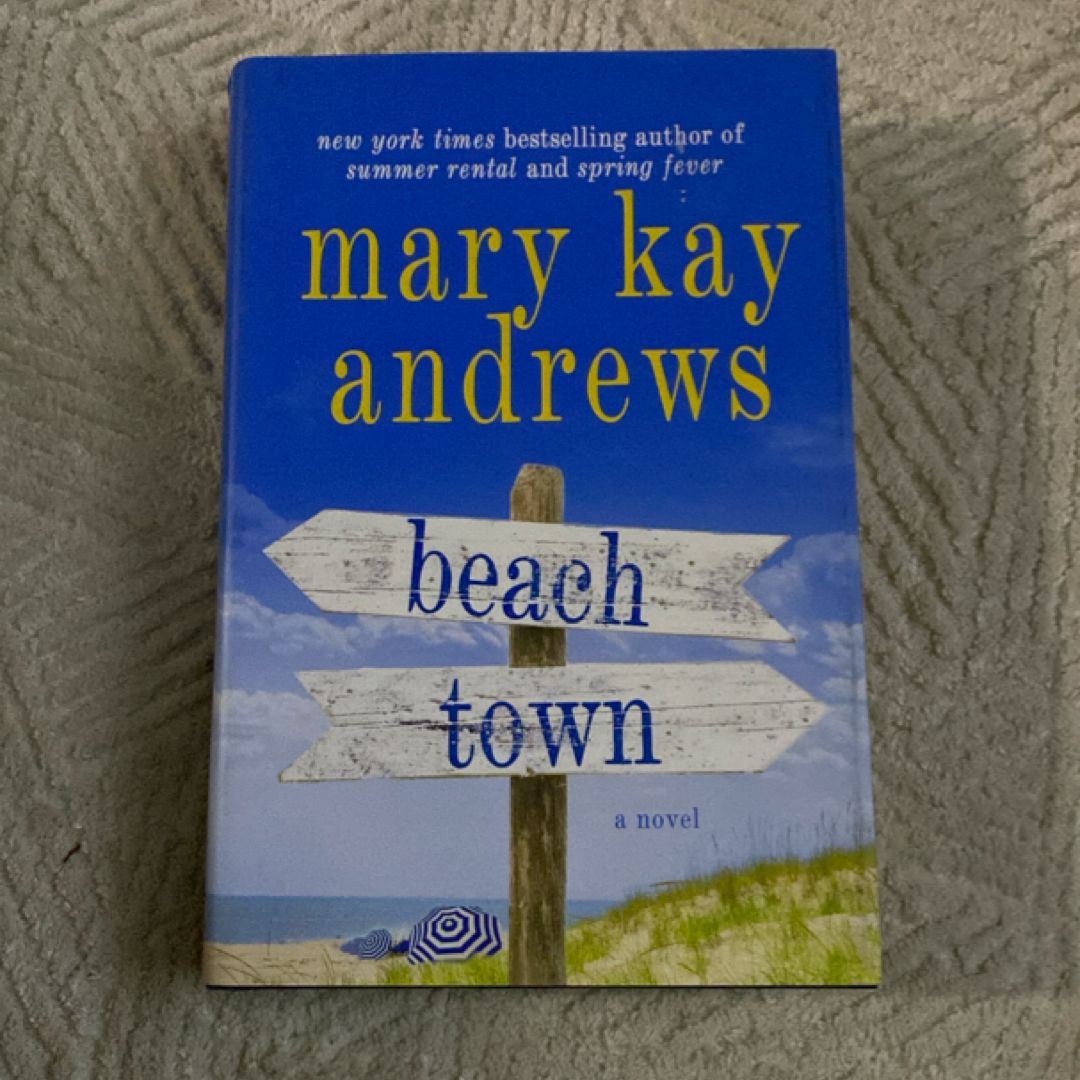 new york times bestselling author of
summer rental and spring fever
mary kay
andrews
beach
town
a novel